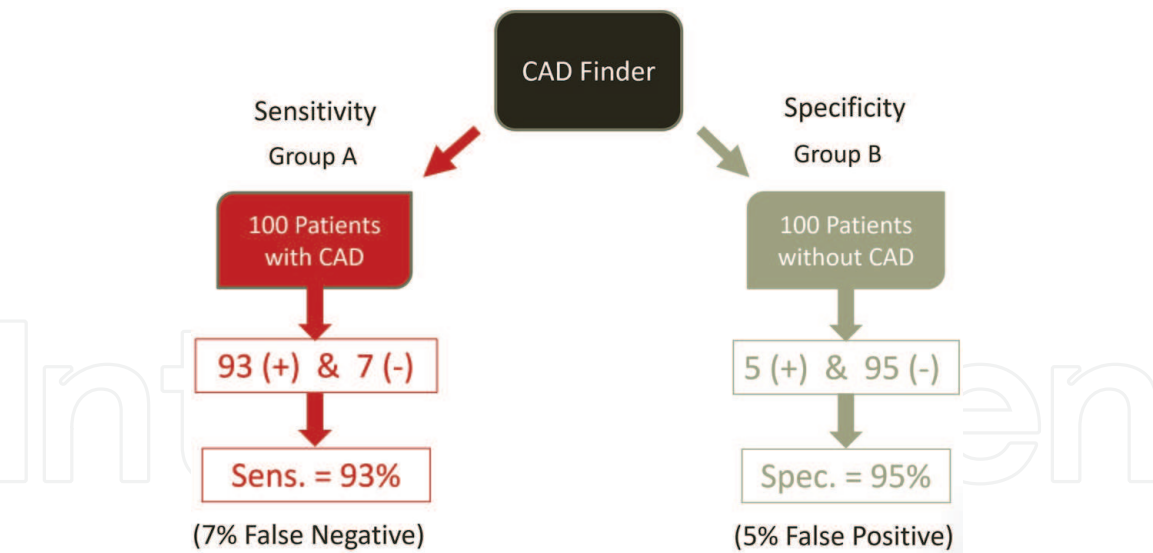 CAD Finder
Sensitivity
Group A
100 Patients
with CAD
93 (+) & 7 (-)
Sens. = 93%
(7% False Negative)
Specificity
Group B
100 Patients
without CAD
5 (+) & 95 (-)
Spec. = 95%
(5% False Positive)